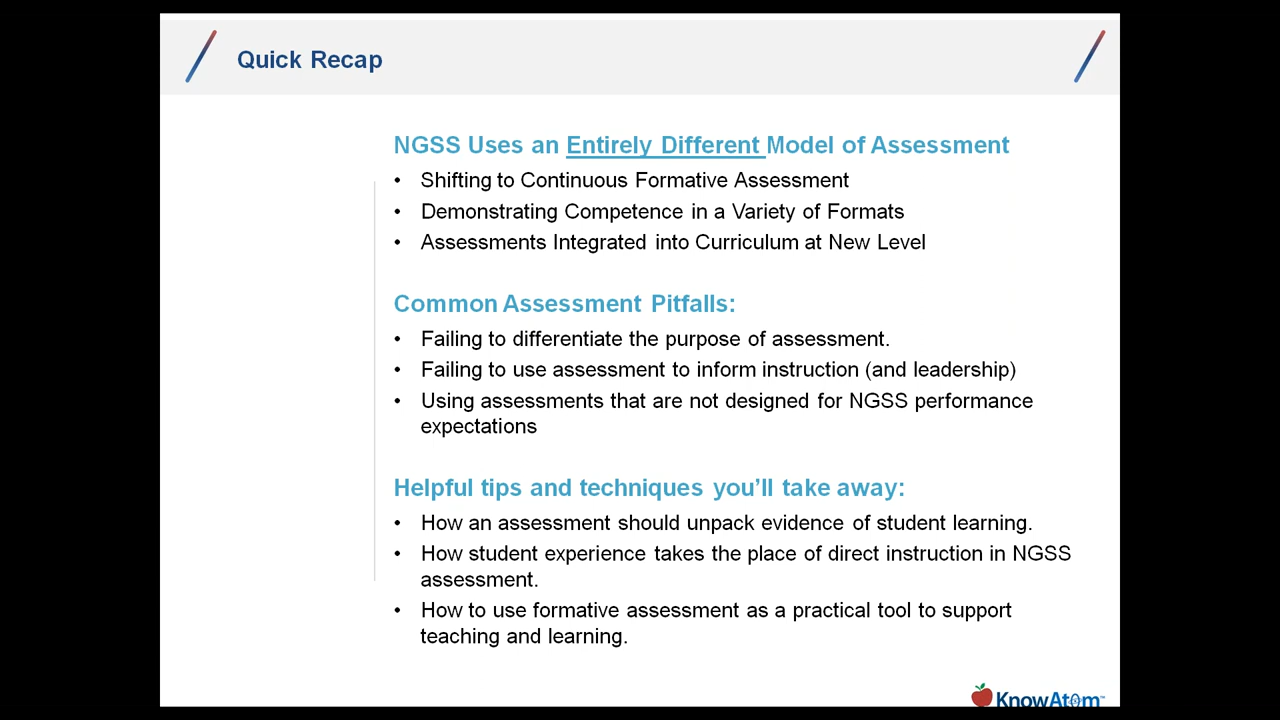 Quick Recap
NGSS Uses an Entirely Different Model of Assessment
• Shifting to Continuous Formative Assessment
• Demonstrating Competence in a Variety of Formats
• Assessments Integrated into Curriculum at New Level
Common Assessment Pitfalls:
• Failing to differentiate the purpose of assessment.
• Failing to use assessment to inform instruction (and leadership)
• Using assessments that are not designed for NGSS performance
expectations
Helpful tips and techniques you’ll take away:
• How an assessment should unpack evidence of student learning.
• How student experience takes the place of direct instruction in NGSS
assessment.
• How to use formative assessment as a practical tool to support
teaching and learning.
KnowAtom™